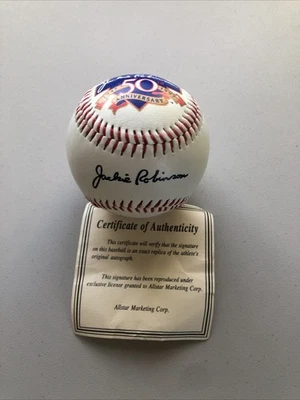 50
ANNIVERSARY
Jackie Robinson
Certificate of Authenticity
This certificate will verify that the signature
on this baseball is an exact replica of the athlete's
original autograph.
This signature has been reproduced under
exclusive license granted to Allstar Marketing Corp.
Allstar Marketing Corp.